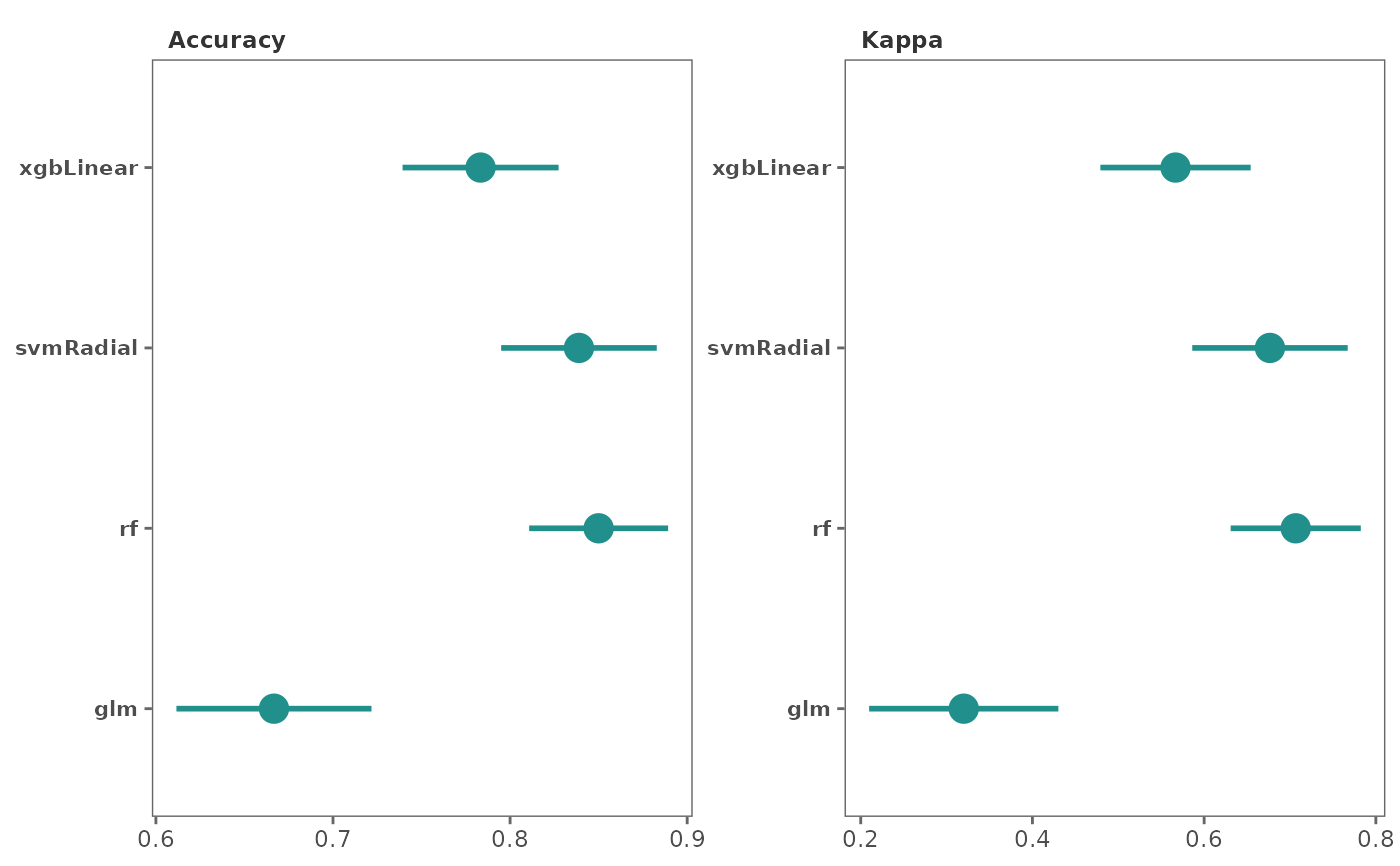 Accuracy
xgbLinear
svmRadial
rf
glm
0.6 0.7 0.8 0.9
Kappa
xgbLinear
svmRadial
rf
glm
0.2 0.4 0.6 0.8